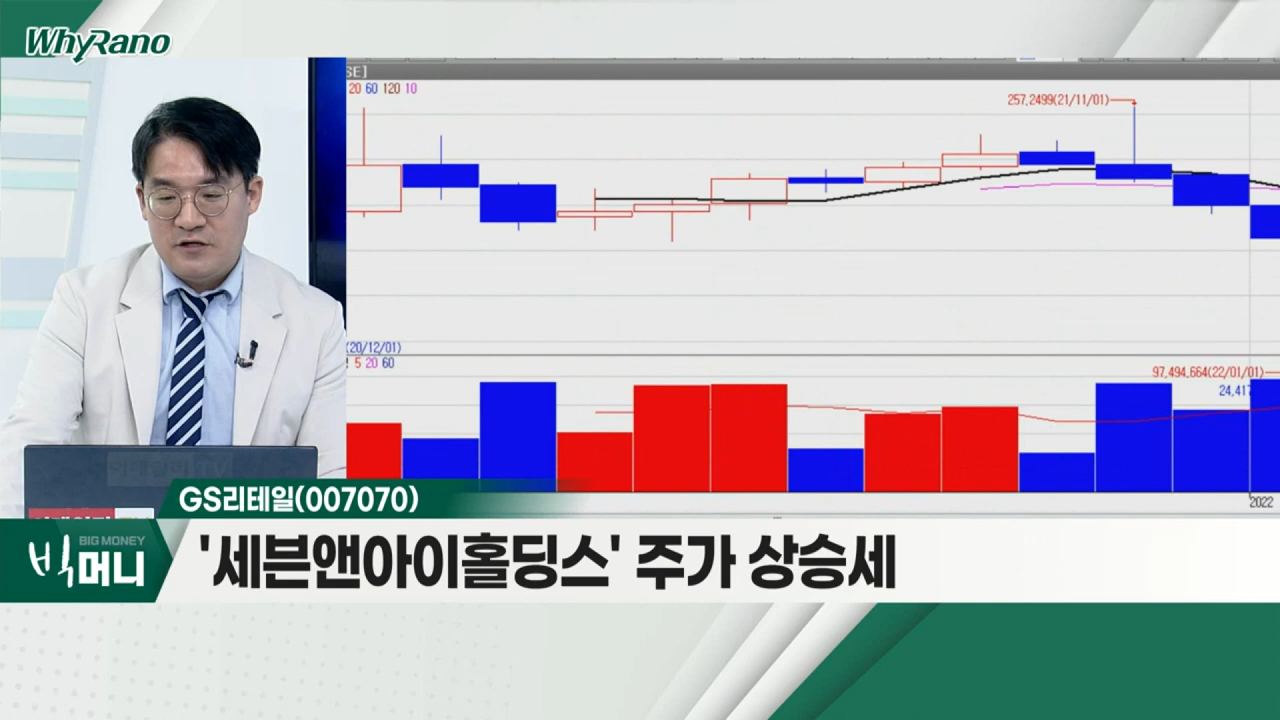 WhyRano
SE]
20 60 120 10
257,2499(21/11/01)
(20/12/01)
5 20 60
97,494,664(22/01/01)
24,417
2022
GS리테일(007070)
BIG MONEY
빅머니
'세븐앤아이홀딩스' 주가 상승세